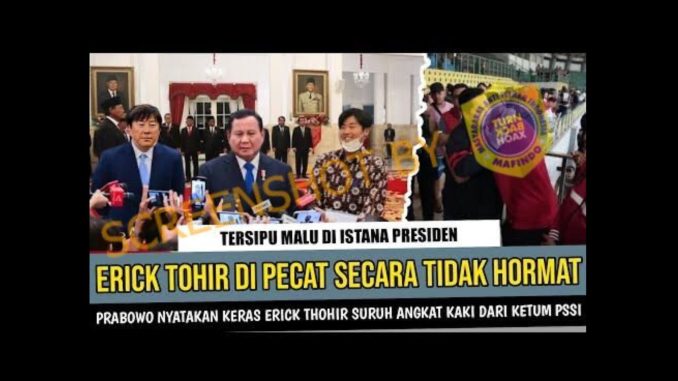 SCREENSHOT BY
TURN
BACK
HOAX
MAFINDO
TERSIPU MALU DI ISTANA PRESIDEN
ERICK TOHIR DI PECAT SECARA TIDAK HORMAT
PRABOWO NYATAKAN KERAS ERICK THOHIR SURUH ANGKAT KAKI DARI KETUM PSSI